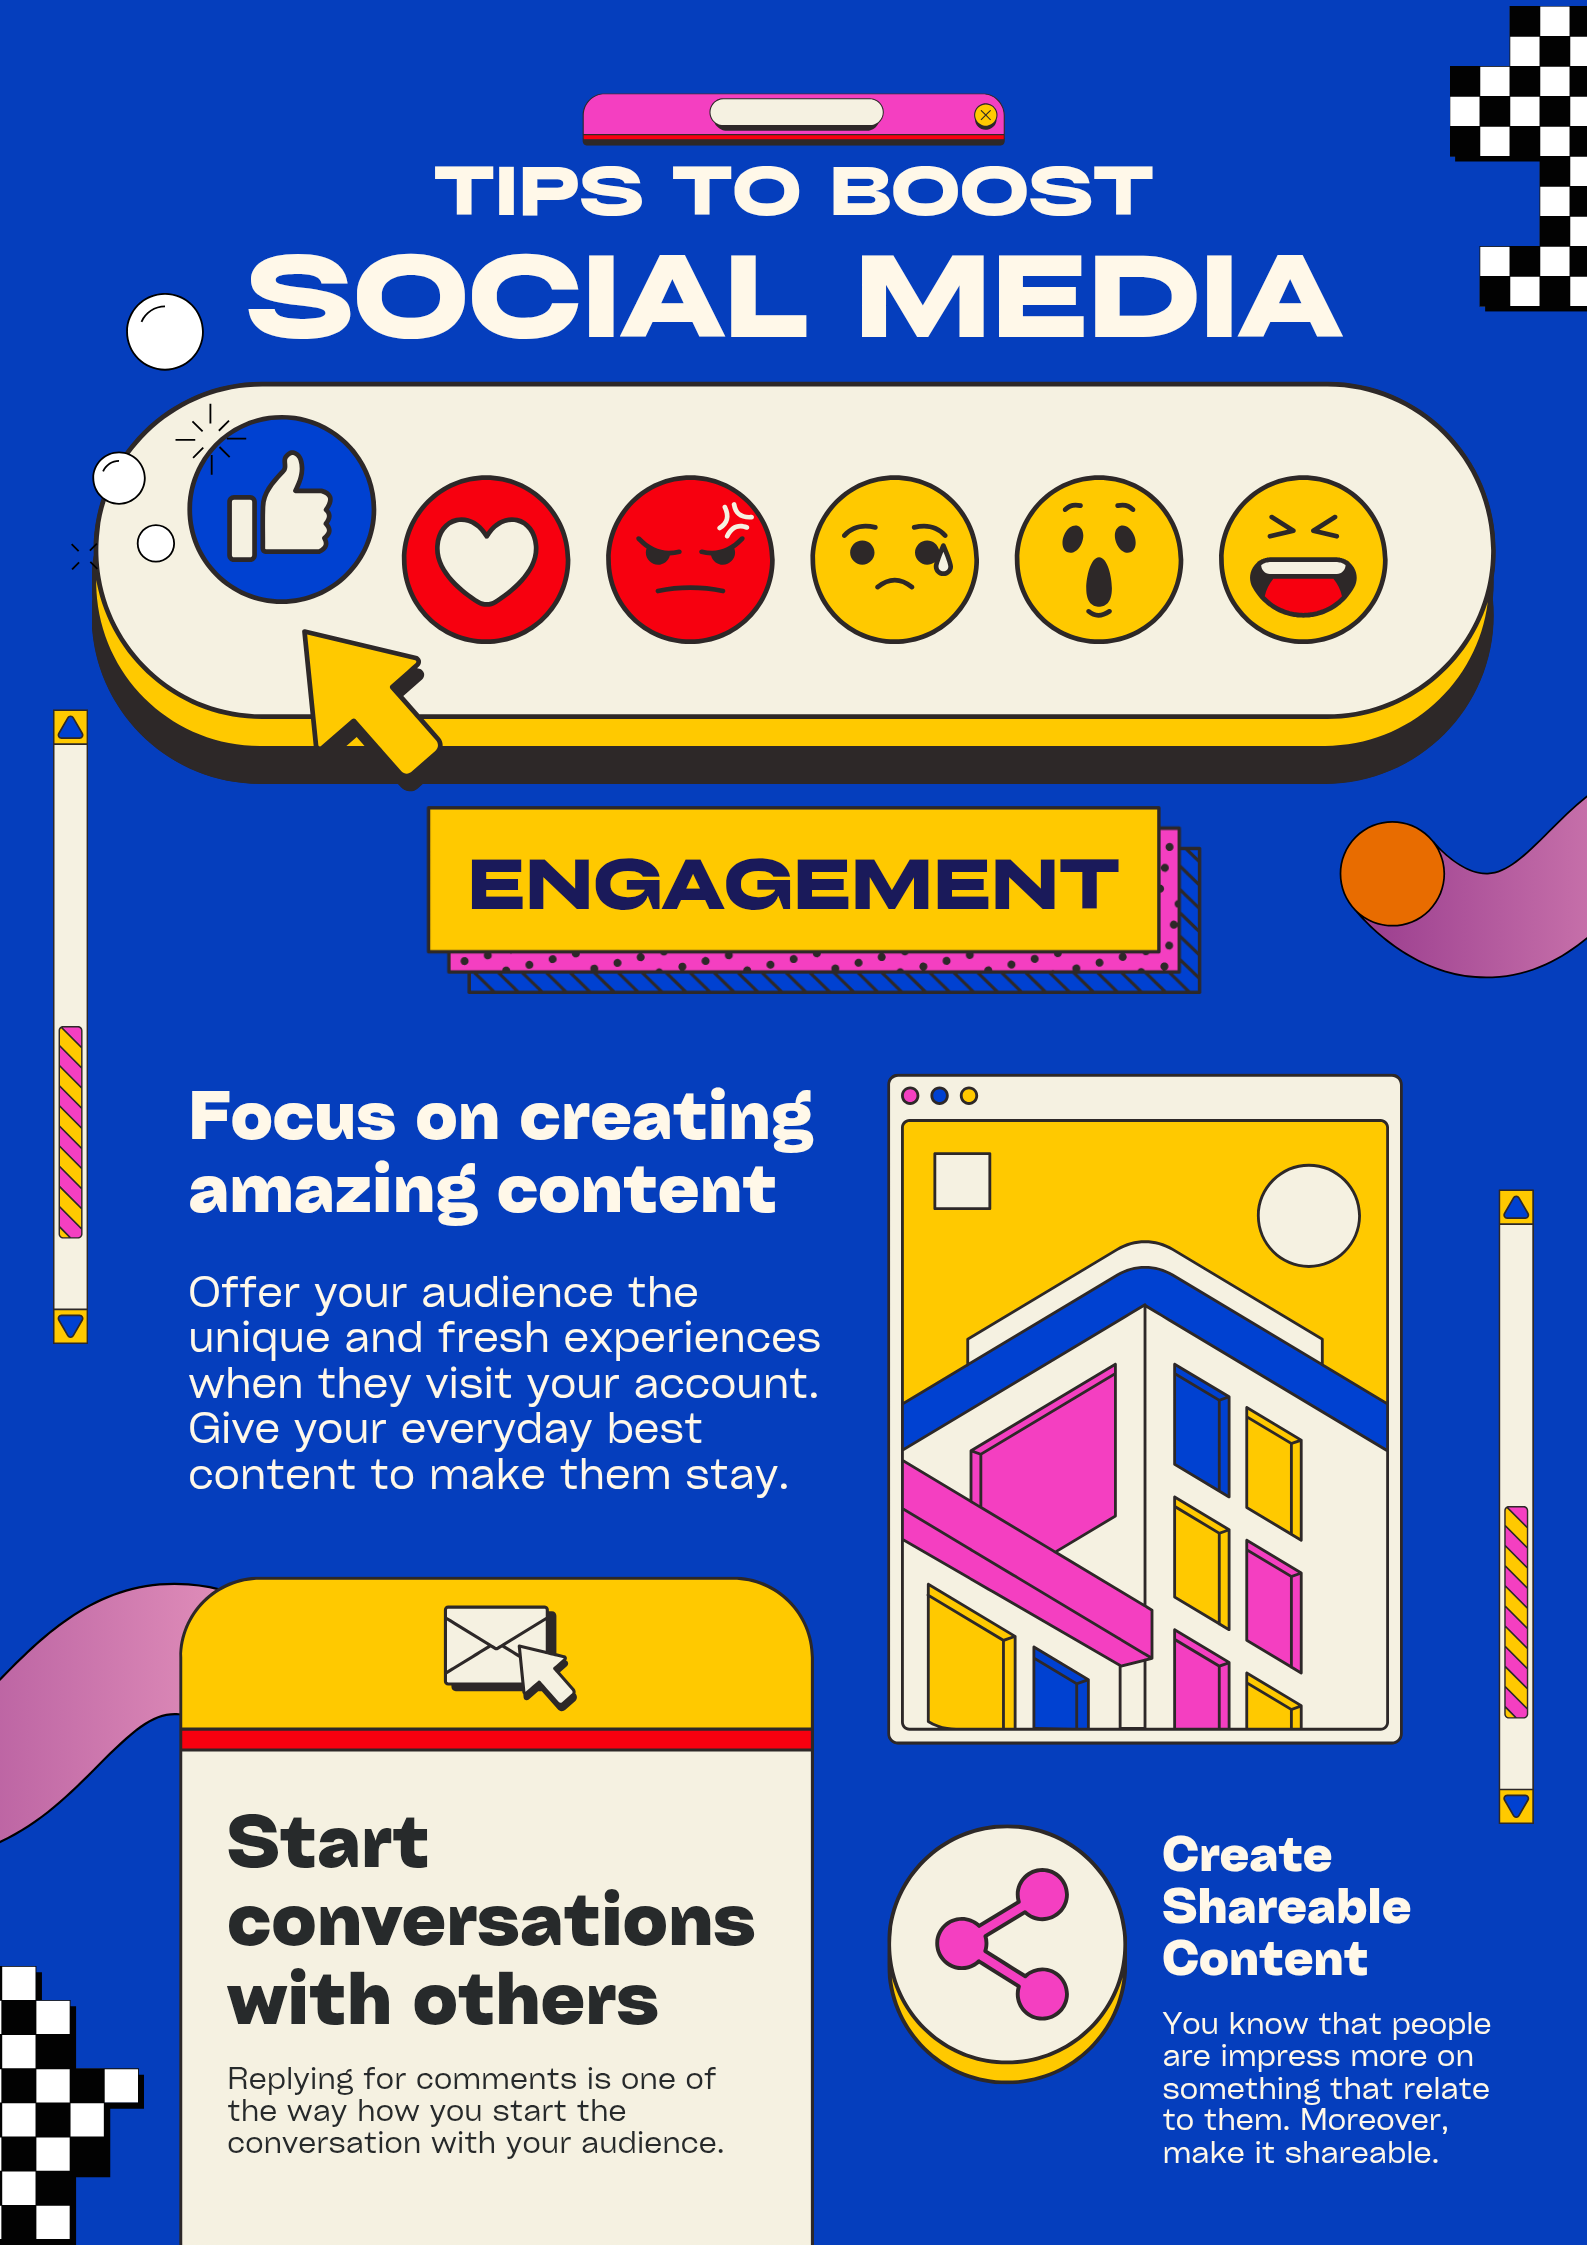 TIPS TO BOOST
SOCIAL MEDIA
ENGAGEMENT
Focus on creating
amazing content
Offer your audience the
unique and fresh experiences
when they visit your account.
Give your everyday best
content to make them stay.
Start
conversations
with others
Replying for comments is one of
the way how you start the
conversation with your audience.
Create
Shareable
Content
You know that people
are impress more on
something that relate
to them. Moreover,
make it shareable.